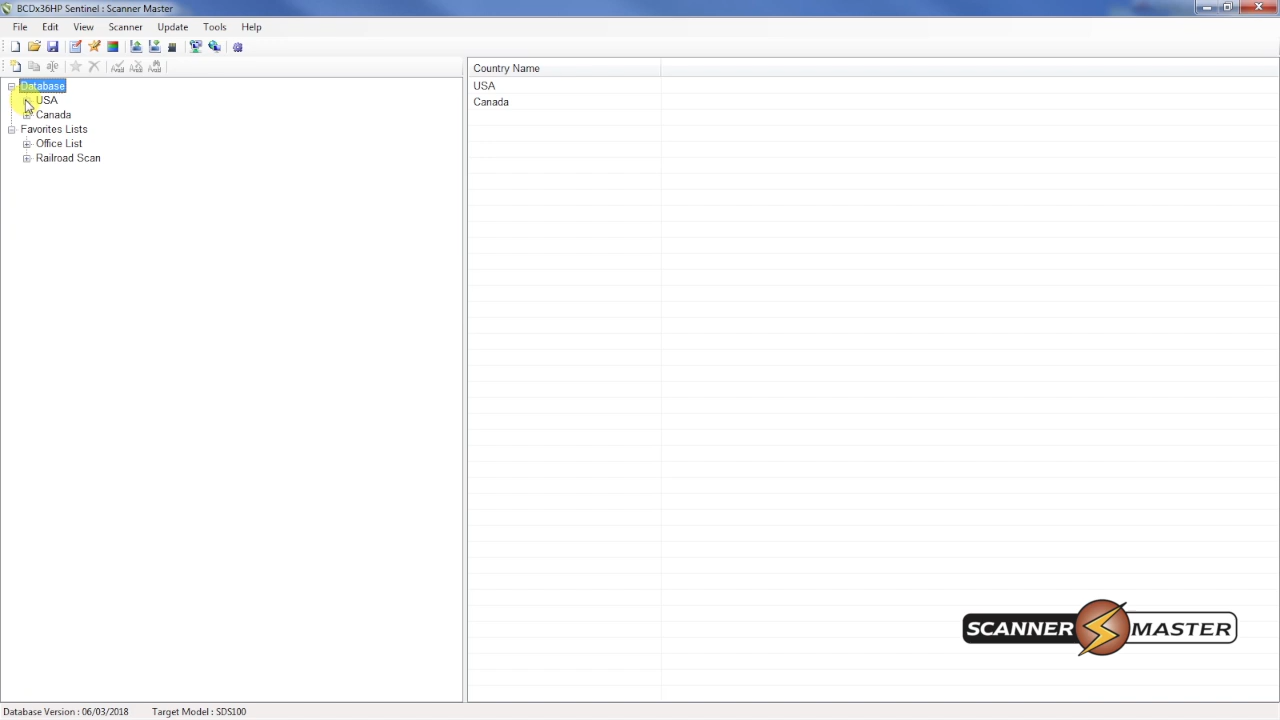 BCDx36HP Sentinel : Scanner Master
File Edit View Scanner Update Tools Help
Database
USA
Canada
Favorites Lists
Office List
Railroad Scan
Country Name
USA
Canada
SCANNER MASTER
Database Version : 06/03/2018 Target Model : SDS100